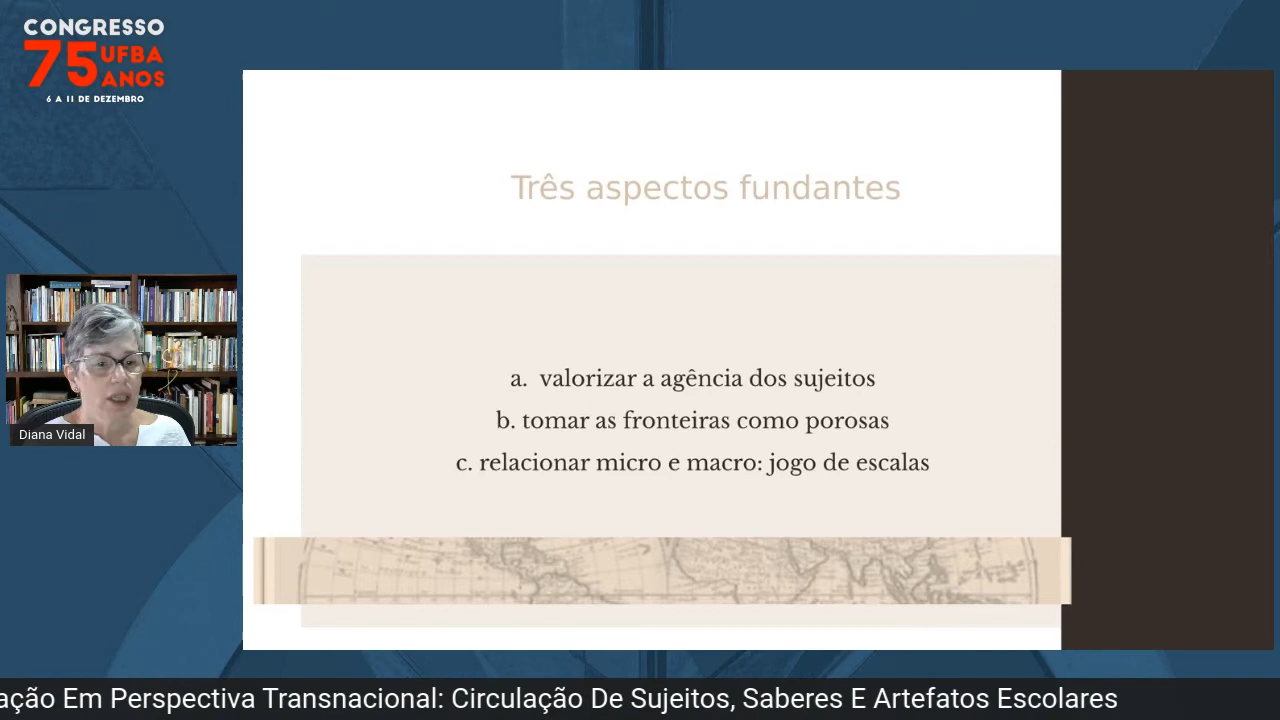 CONGRESSO
75 UFBA
ANOS
6 A 11 DE DEZEMBRO
Três aspectos fundantes
a. valorizar a agência dos sujeitos
b. tomar as fronteiras como porosas
c. relacionar micro e macro: jogo de escalas
Diana Vidal
ação Em Perspectiva Transnacional: Circulação De Sujeitos, Saberes E Artefatos Escolares